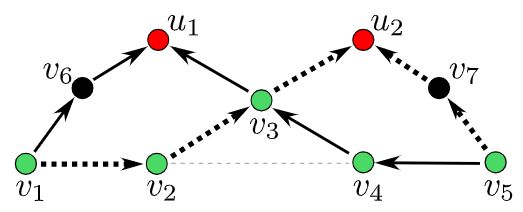 u₁ u₂
v₆ v₇
v₃
v₁ v₂ v₄ v₅